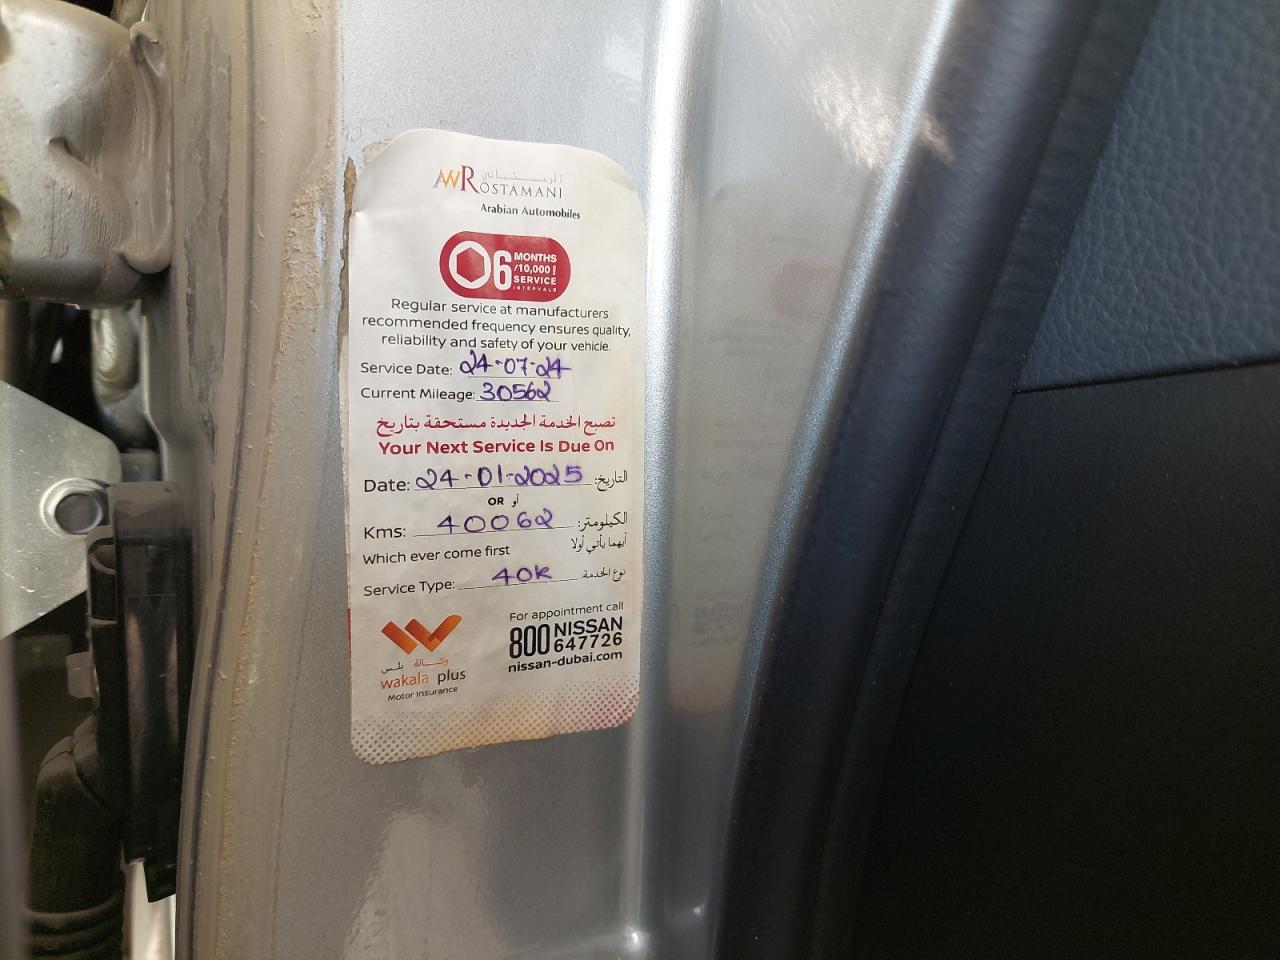 الرستماني
AWROSTAMANI
Arabian Automobiles
06 MONTHS
/10,000
SERVICE
INTERVALS
Regular service at manufacturers
recommended frequency ensures quality,
reliability and safety of your vehicle.
Service Date: 24-07-24
Current Mileage: 30562
تصبح الخدمة الجديدة مستحقة بتاريخ
Your Next Service Is Due On
Date: 24-01-2025 التاريخ:
OR أو
Kms: 40062 الكيلومتر:
Which ever come first أيهما يأتي أولا
Service Type: 40K نوع الخدمة:
وكالة بلس
wakala plus
Motor Insurance
For appointment call
800 NISSAN
647726
nissan-dubai.com